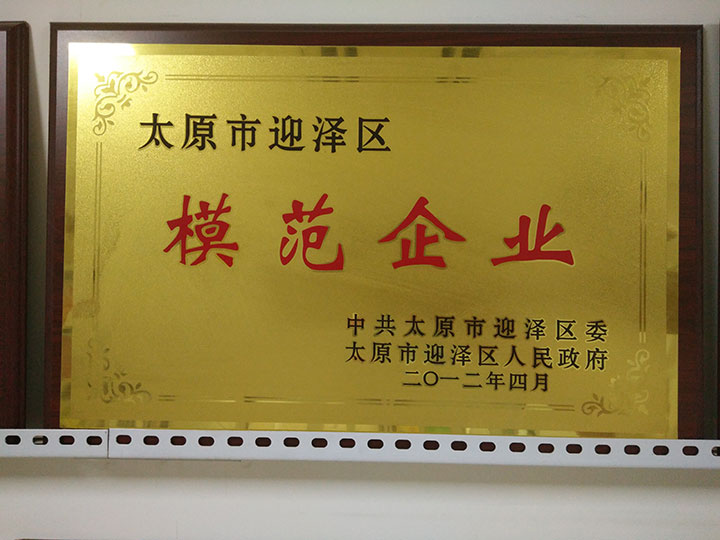 太原市迎泽区
模范企业
中共太原市迎泽区委
太原市迎泽区人民政府
二〇一二年四月